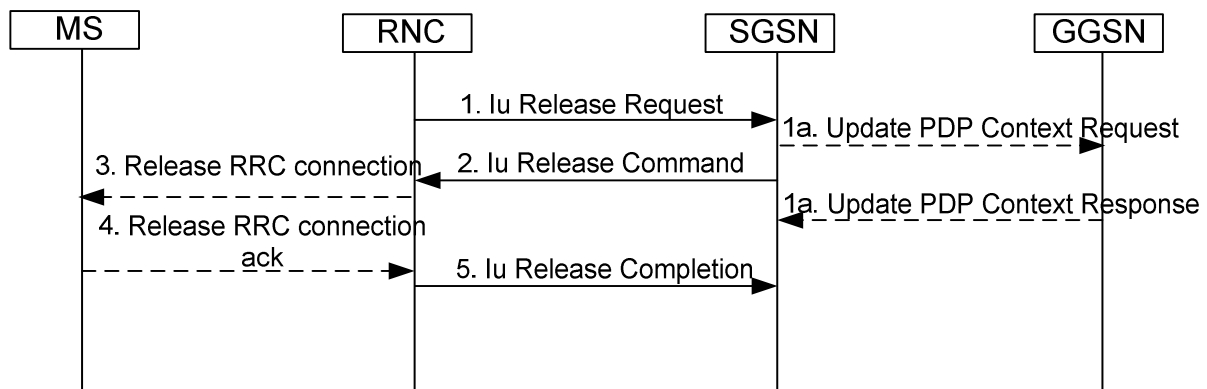 MS
RNC
SGSN
GGSN
1. Iu Release Request
1a. Update PDP Context Request
3. Release RRC connection
2. Iu Release Command
1a. Update PDP Context Response
4. Release RRC connection
ack
5. Iu Release Completion